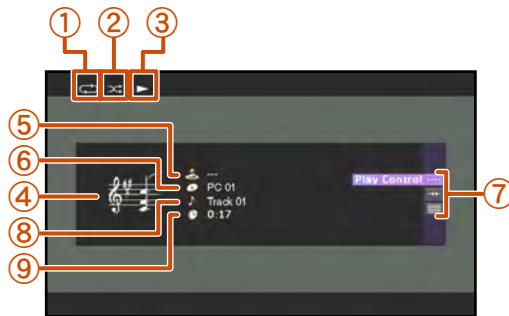 ① ② ③
⑤ ---
⑥ PC 01
④
Play Control
⑦
⑧ Track 01
⑨ 0:17